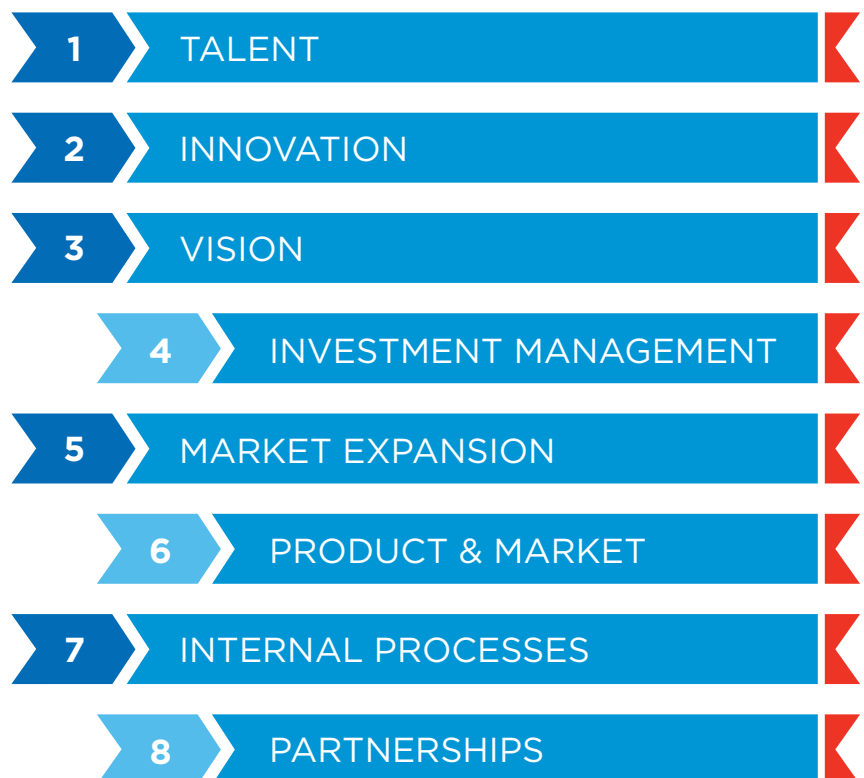 1 TALENT
2 INNOVATION
3 VISION
4 INVESTMENT MANAGEMENT
5 MARKET EXPANSION
6 PRODUCT & MARKET
7 INTERNAL PROCESSES
8 PARTNERSHIPS